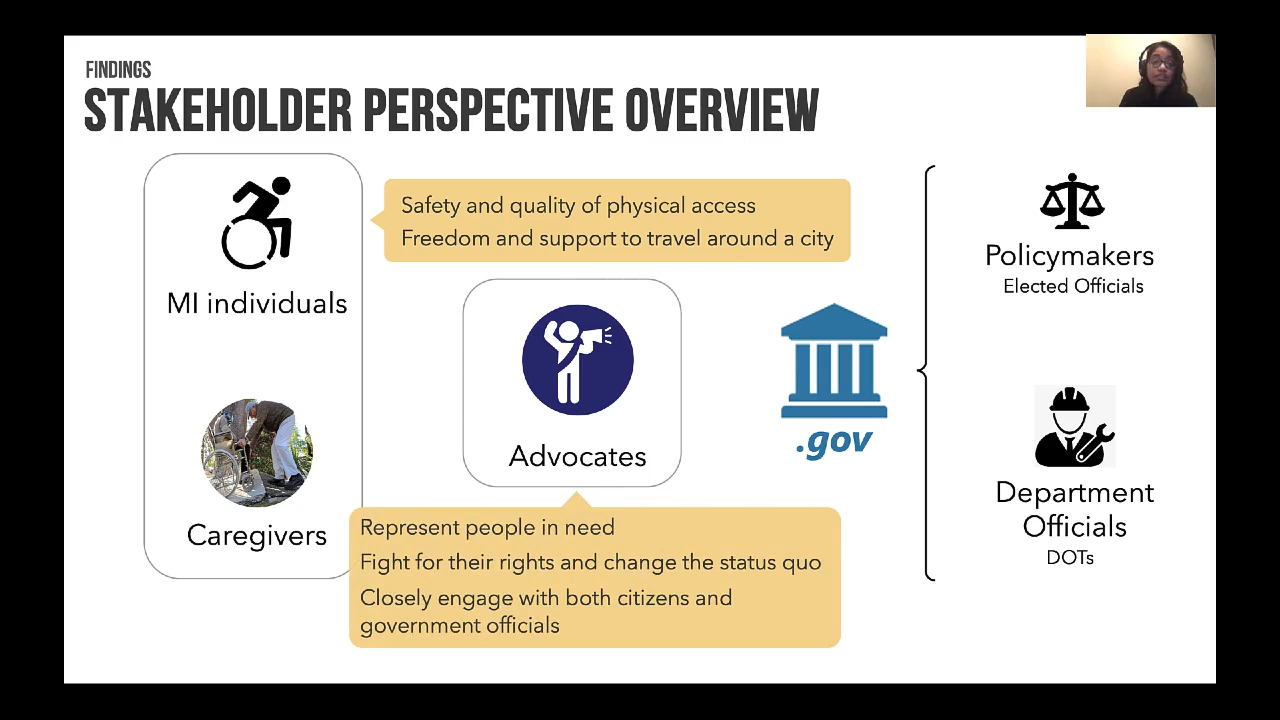 FINDINGS
STAKEHOLDER PERSPECTIVE OVERVIEW
Safety and quality of physical access
Freedom and support to travel around a city
MI individuals
Caregivers
Advocates
Represent people in need
Fight for their rights and change the status quo
Closely engage with both citizens and
government officials
.gov
Policymakers
Elected Officials
Department
Officials
DOTs